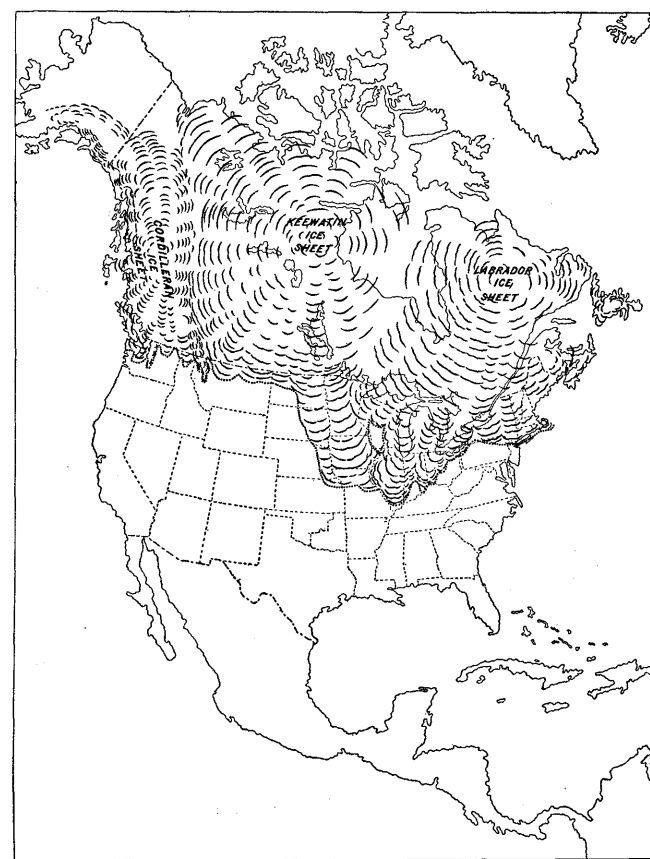 CORDILLERAN
ICE
SHEET
KEEWATIN
ICE
SHEET
LABRADOR
ICE
SHEET